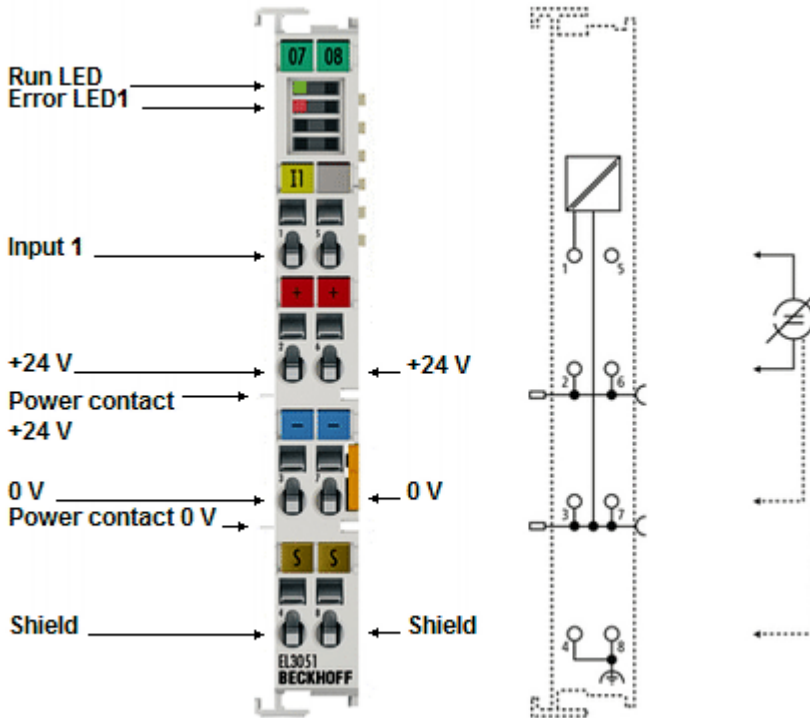 07 08
Run LED
Error LED1
I1
1 5
Input 1
1 5
+ +
2 6
+24 V
+24 V
2 6
Power contact
+24 V
- -
3 7
0 V
0 V
3 7
Power contact 0 V
S S
4 8
Shield
Shield
4 8
EL3051
BECKHOFF